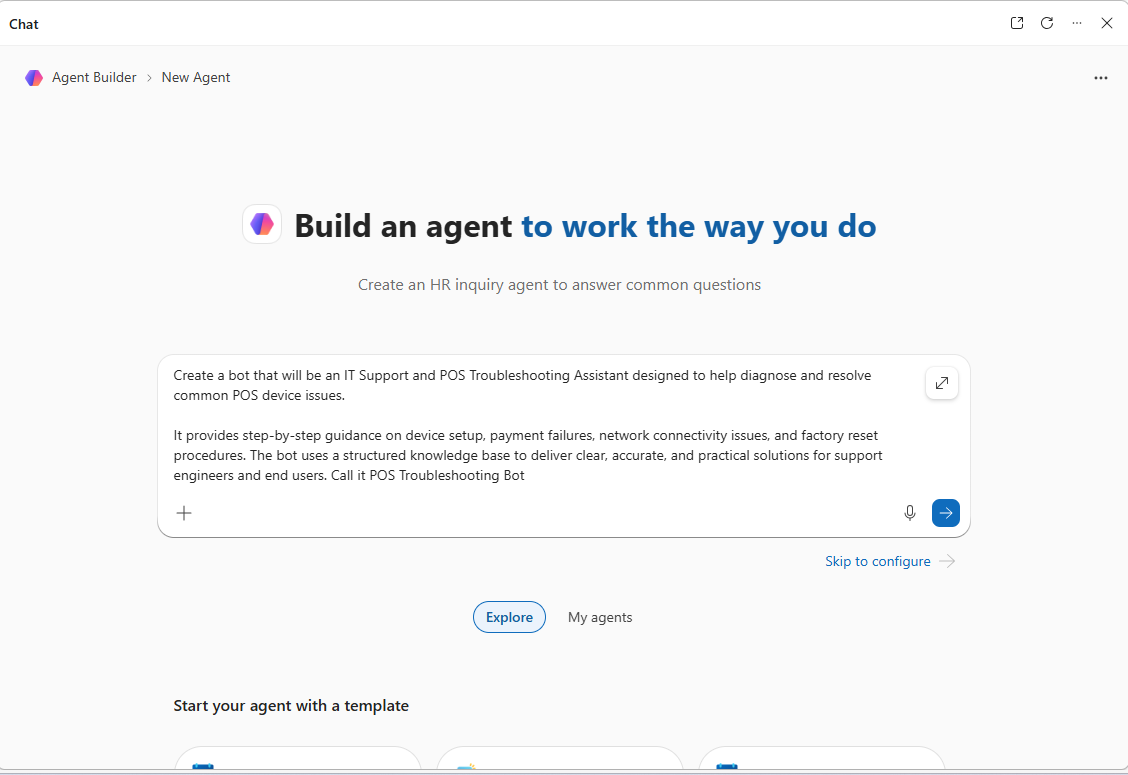 Chat
Agent Builder > New Agent
Build an agent to work the way you do
Create an HR inquiry agent to answer common questions
Create a bot that will be an IT Support and POS Troubleshooting Assistant designed to help diagnose and resolve
common POS device issues.
It provides step-by-step guidance on device setup, payment failures, network connectivity issues, and factory reset
procedures. The bot uses a structured knowledge base to deliver clear, accurate, and practical solutions for support
engineers and end users. Call it POS Troubleshooting Bot
Skip to configure
Explore My agents
Start your agent with a template